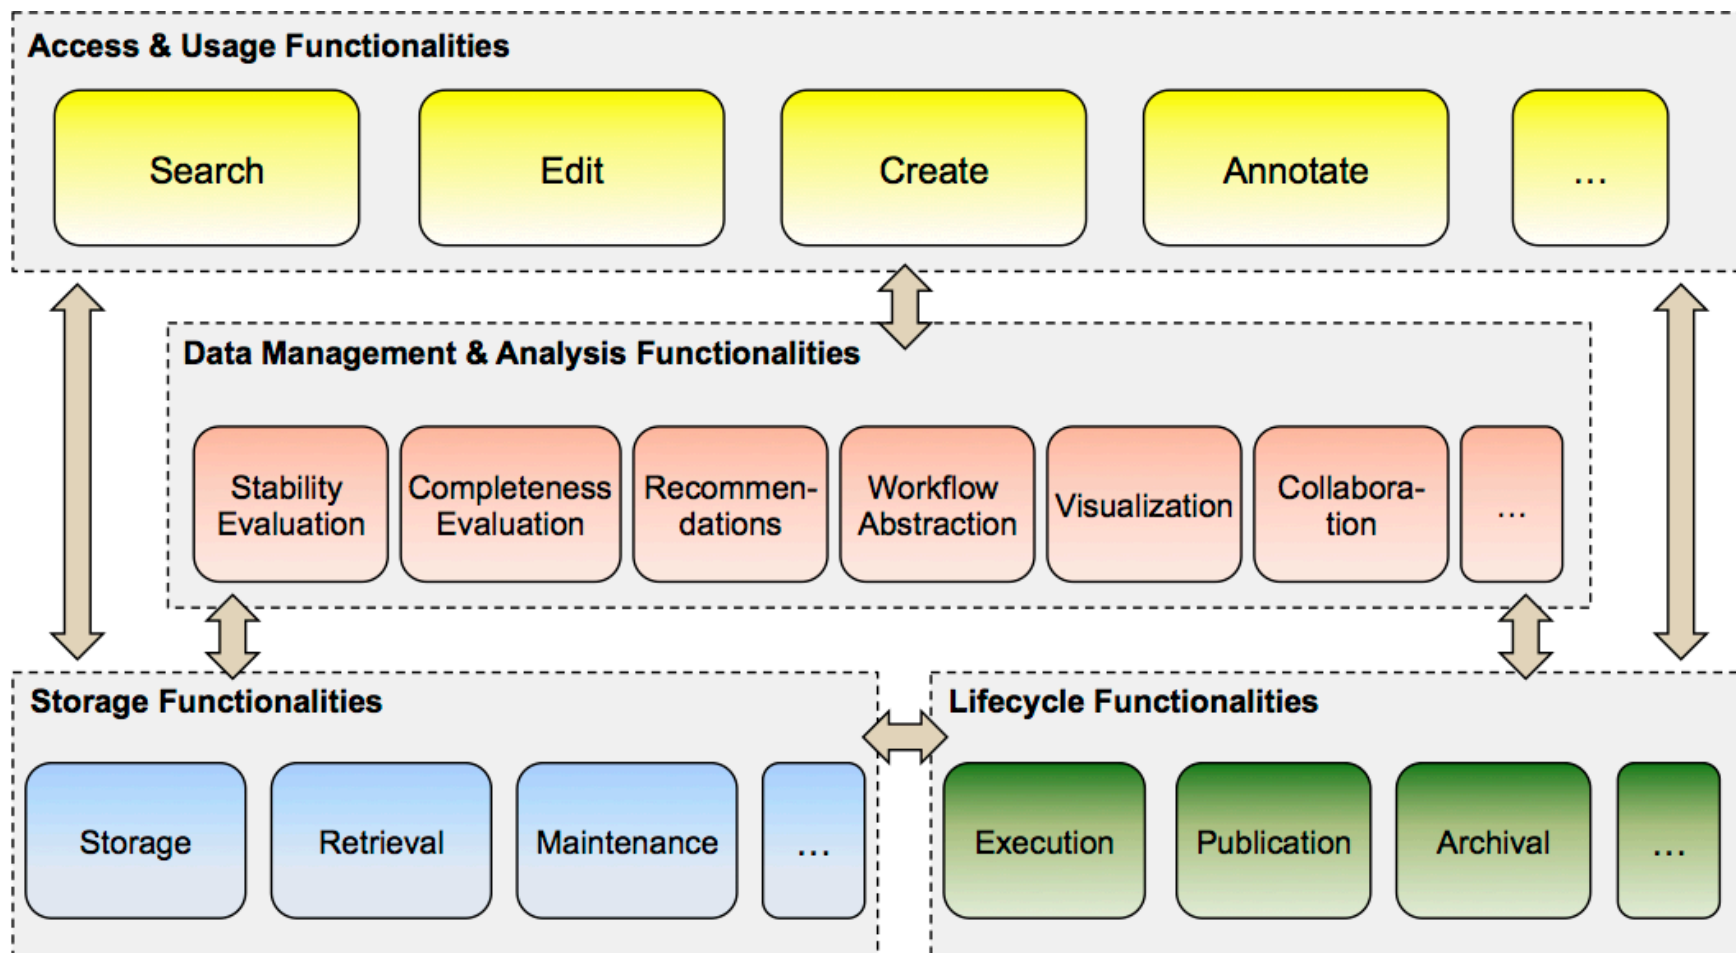 Access & Usage Functionalities
Search
Edit
Create
Annotate
...
Data Management & Analysis Functionalities
Stability
Evaluation
Completeness
Evaluation
Recommen-
dations
Workflow
Abstraction
Visualization
Collabora-
tion
...
Storage Functionalities
Storage
Retrieval
Maintenance
...
Lifecycle Functionalities
Execution
Publication
Archival
...